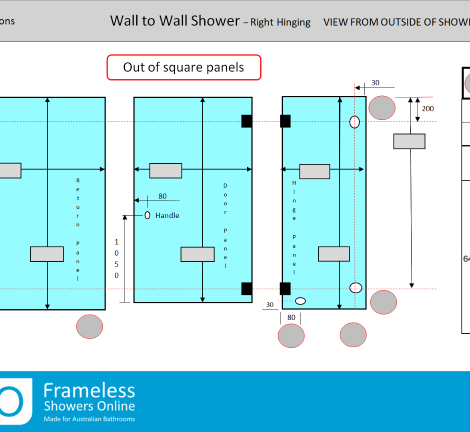 ons
Wall to Wall Shower – Right Hinging
VIEW FROM OUTSIDE OF SHOWE
Out of square panels
30
200
Return Panel
80
Handle
1050
Door Panel
Hinge Panel
30
80
64
Frameless
Showers Online
Made for Australian Bathrooms